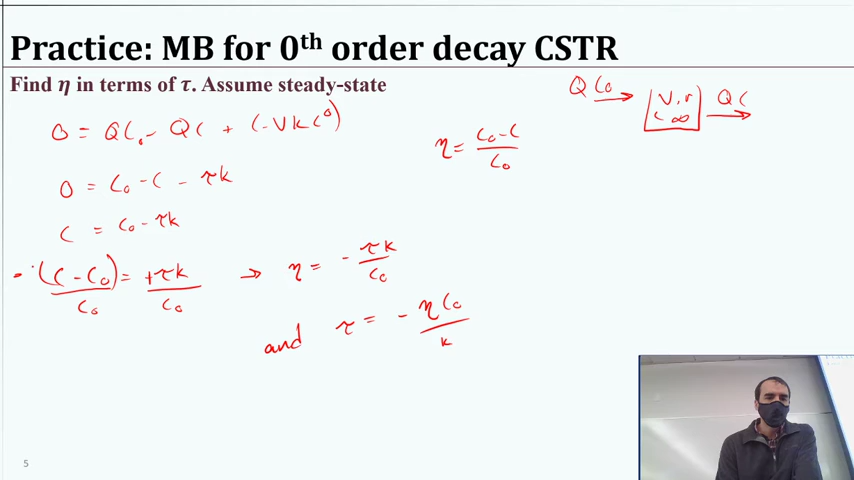 Practice: MB for 0th order decay CSTR
Find η in terms of τ. Assume steady-state
Q C₀ → V, r C∞ QC →
0 = QC₀ - QC + (-VkC⁰)
η = C₀-C / C₀
0 = C₀ - C - τk
C = C₀ - τk
-(C - C₀) / C₀ = +τk / C₀ → η = - τk / C₀
and τ = - ηC₀ / k
5